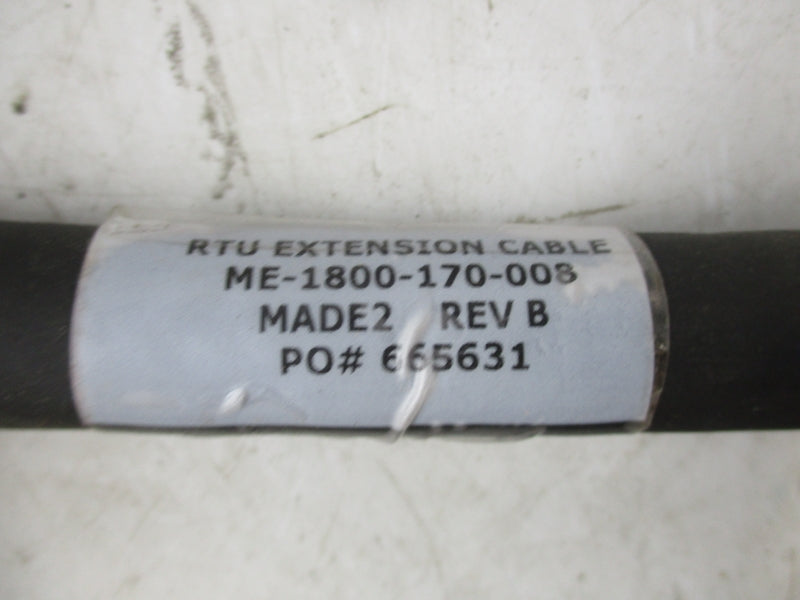 RTU EXTENSION CABLE
ME-1800-170-008
MADE2 REV B
PO# 665631